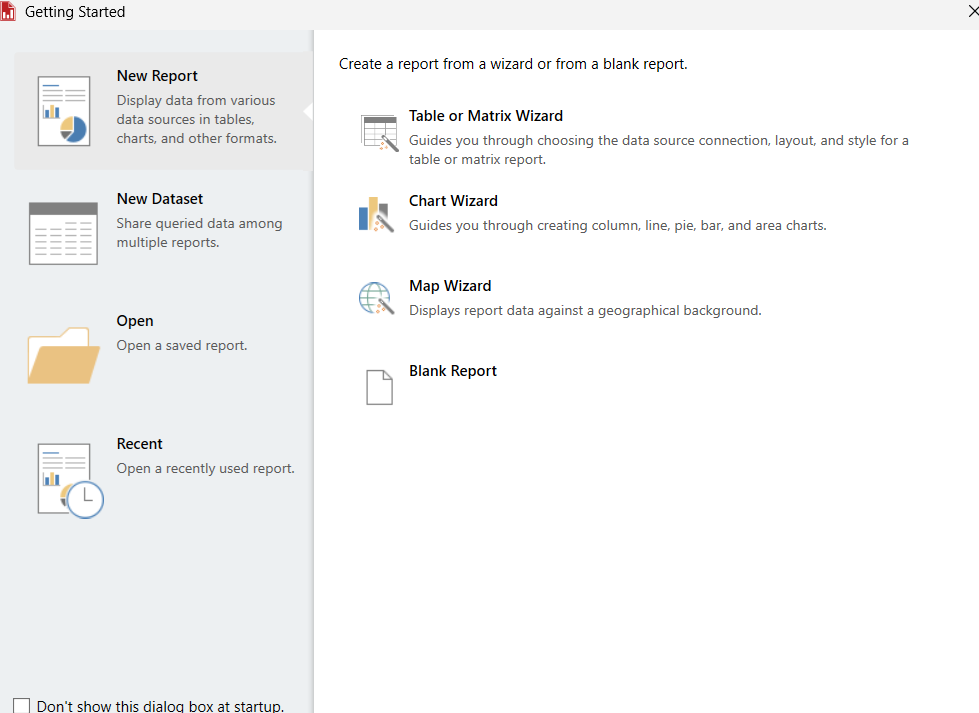 Getting Started
New Report
Display data from various
data sources in tables,
charts, and other formats.
New Dataset
Share queried data among
multiple reports.
Open
Open a saved report.
Recent
Open a recently used report.
Don't show this dialog box at startup.
Create a report from a wizard or from a blank report.
Table or Matrix Wizard
Guides you through choosing the data source connection, layout, and style for a
table or matrix report.
Chart Wizard
Guides you through creating column, line, pie, bar, and area charts.
Map Wizard
Displays report data against a geographical background.
Blank Report